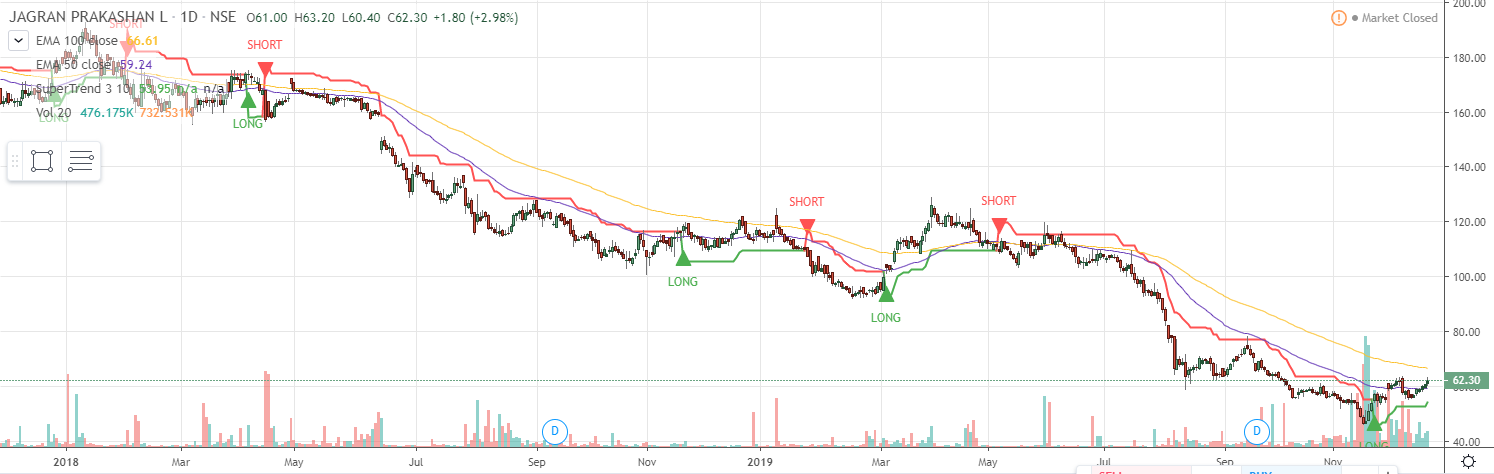 JAGRAN PRAKASHAN L · 1D · NSE O61.00 H63.20 L60.40 C62.30 +1.80 (+2.98%)
! Market Closed
EMA 100 close 66.61
EMA 50 close 59.24
SuperTrend 3 10 53.95 n/a n/a
Vol 20 476.175K 732.531K
SHORT
LONG
SHORT
LONG
LONG
SHORT
LONG
SHORT
LONG
200.00
180.00
160.00
140.00
120.00
100.00
80.00
62.30
60.00
40.00
D
D
2018 Mar May Jul Sep Nov 2019 Mar May Jul Sep Nov
SELL BUY